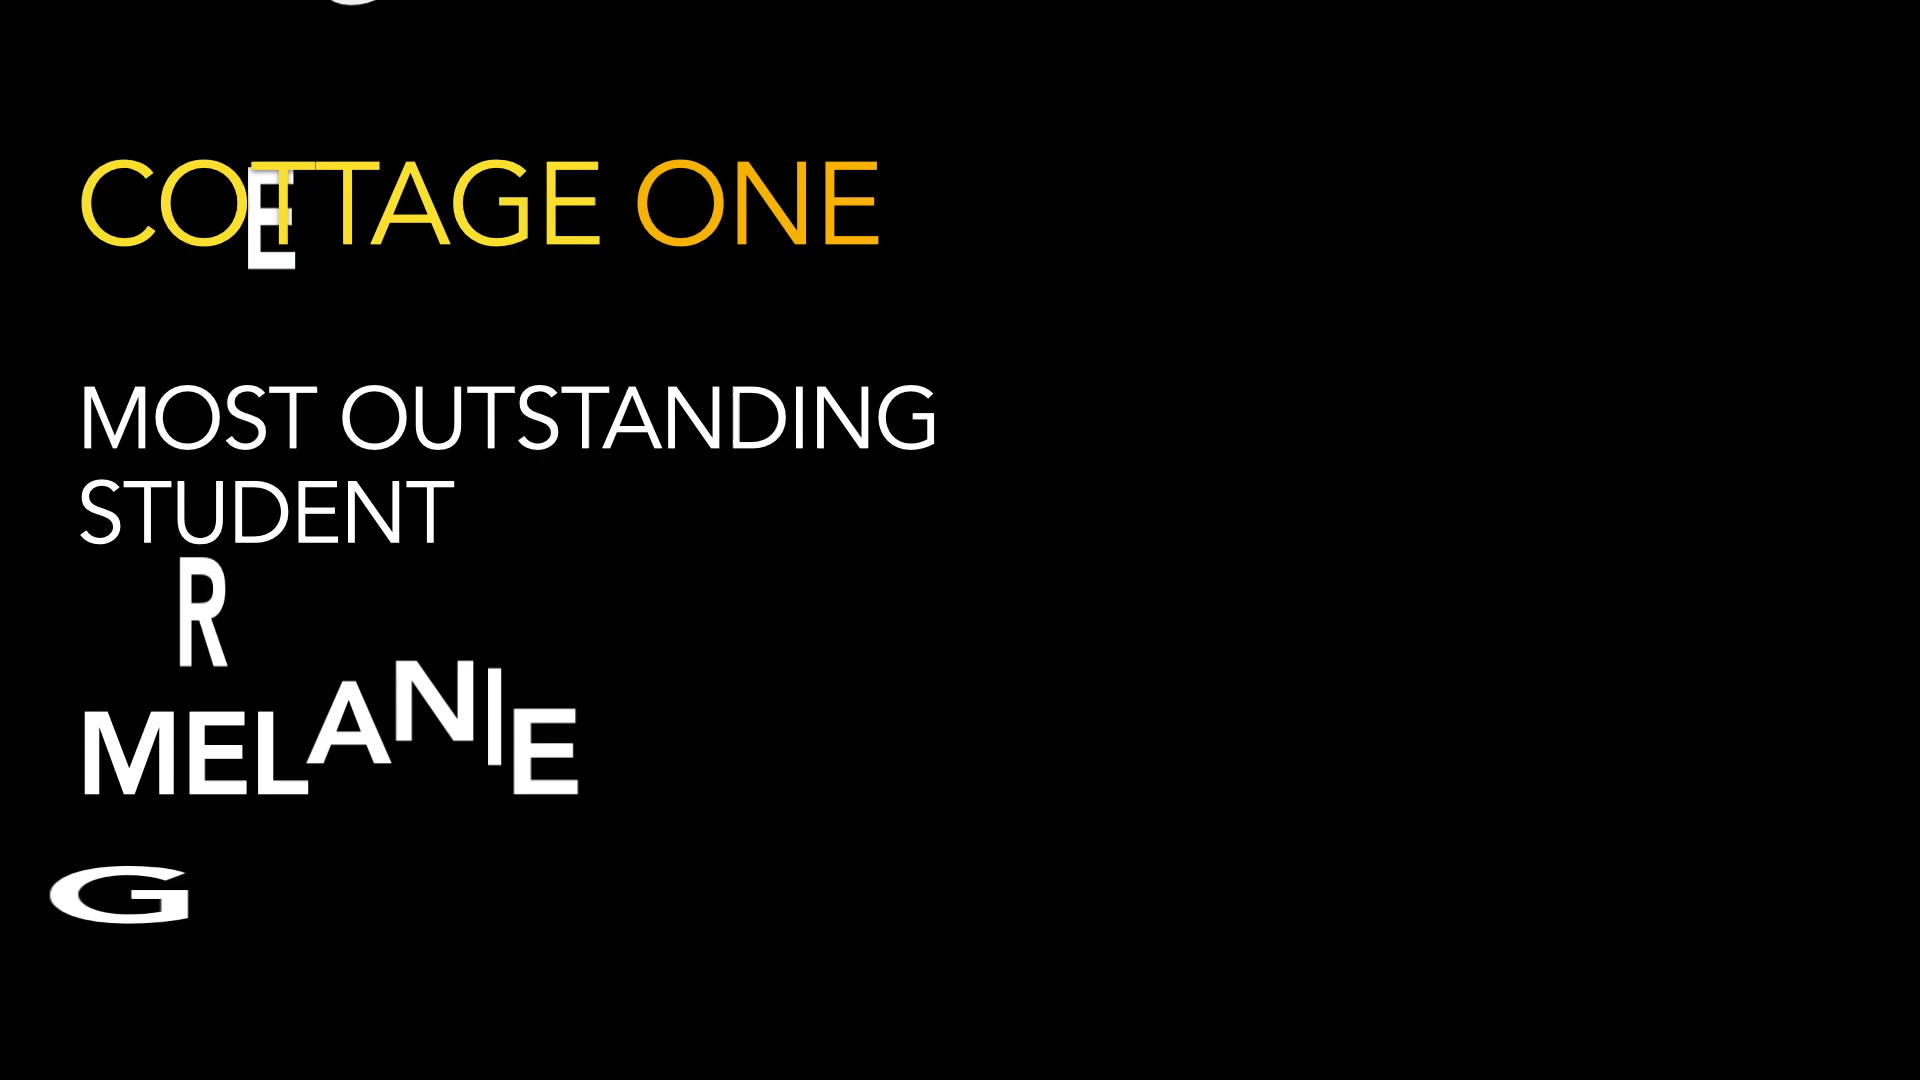 COTTAGE ONE
E
MOST OUTSTANDING
STUDENT
R
MELANIE
G